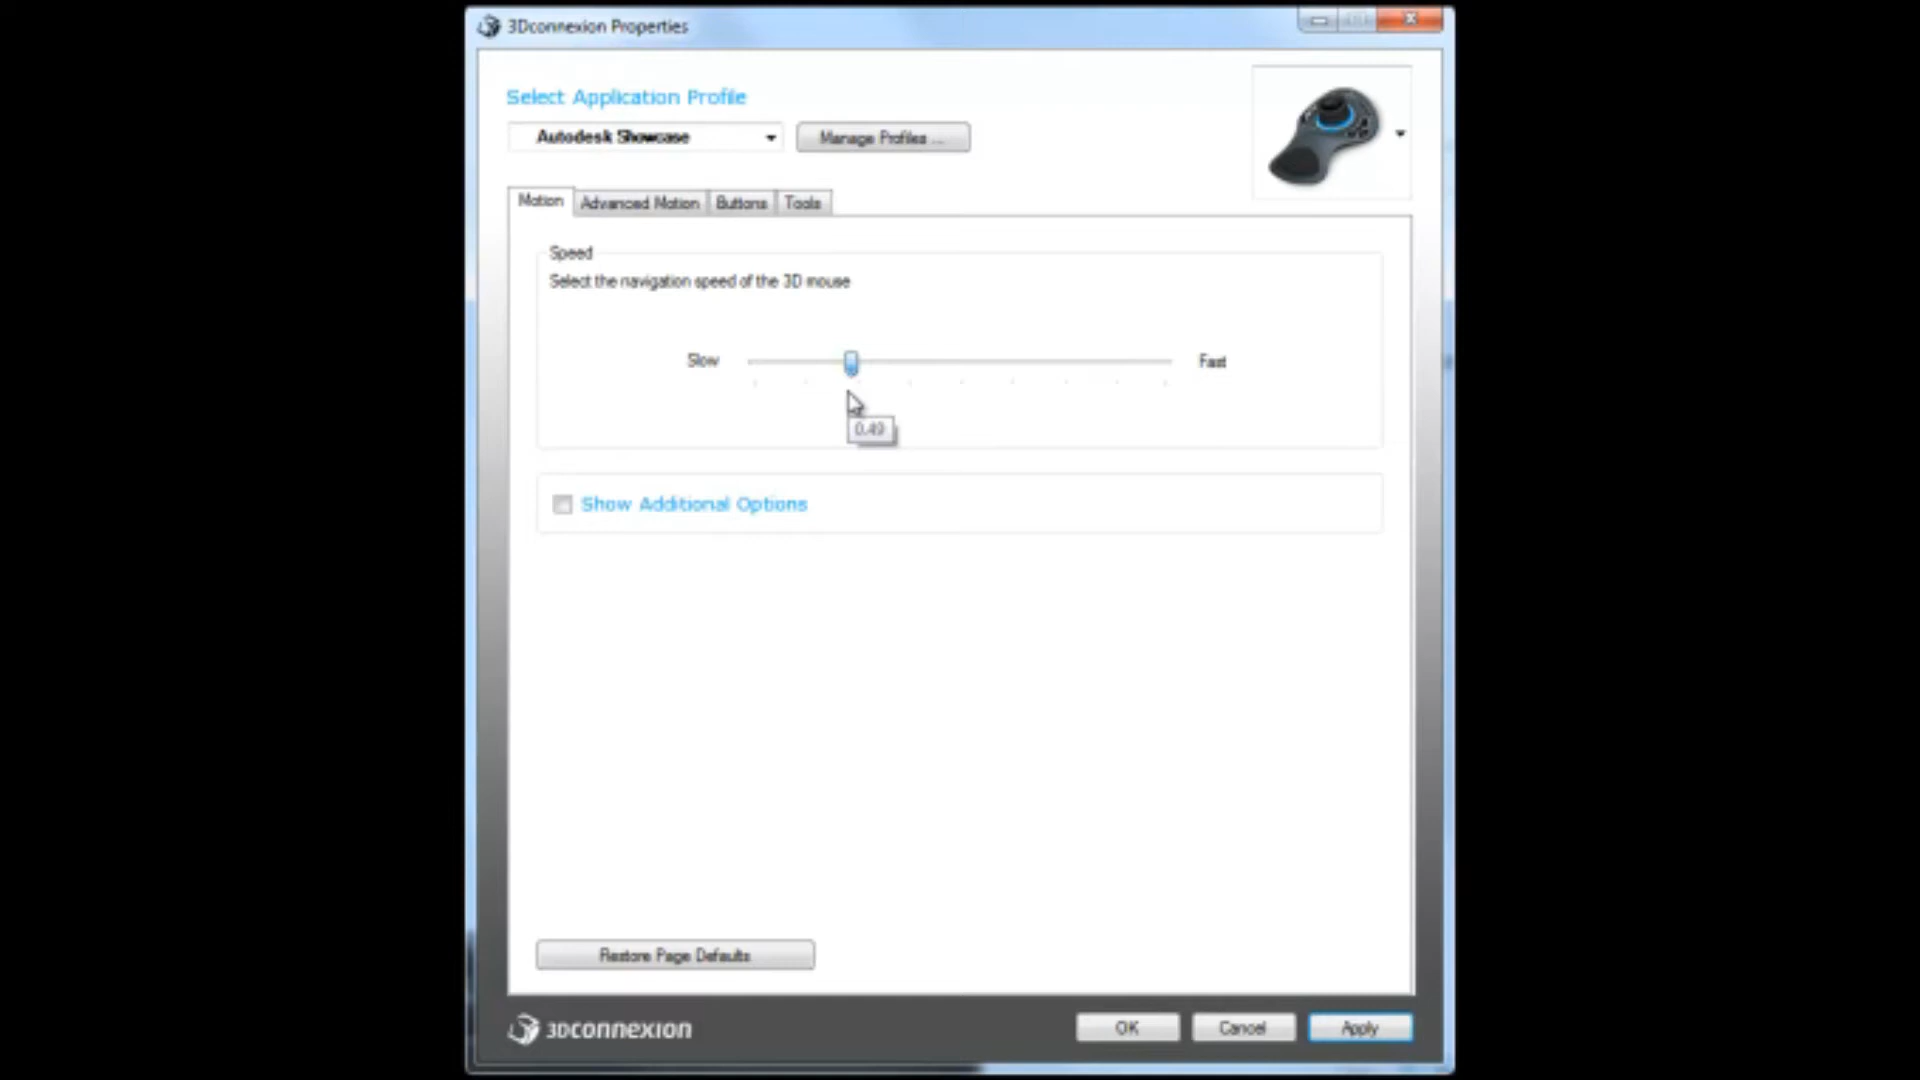 3Dconnexion Properties
Select Application Profile
Autodesk Showcase
Manage Profiles ...
Motion Advanced Motion Buttons Tools
Speed
Select the navigation speed of the 3D mouse
Slow Fast
0.49
Show Additional Options
Restore Page Defaults
3Dconnexion OK Cancel Apply